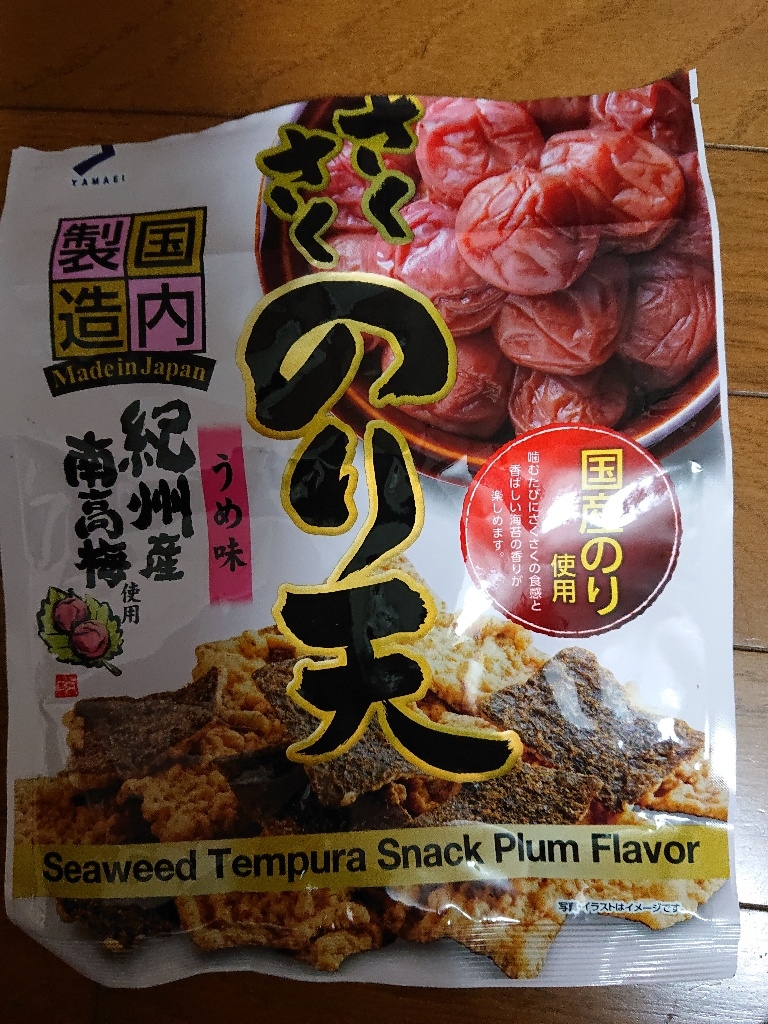 YAMAEI
国内
製造
Made in Japan
さくさく
のり天
うめ味
紀州産
南高梅
使用
国産のり
使用
噛むたびにさくさくの食感と
香ばしい海苔の香りが
楽しめます。
Seaweed Tempura Snack Plum Flavor
写真・イラストはイメージです。